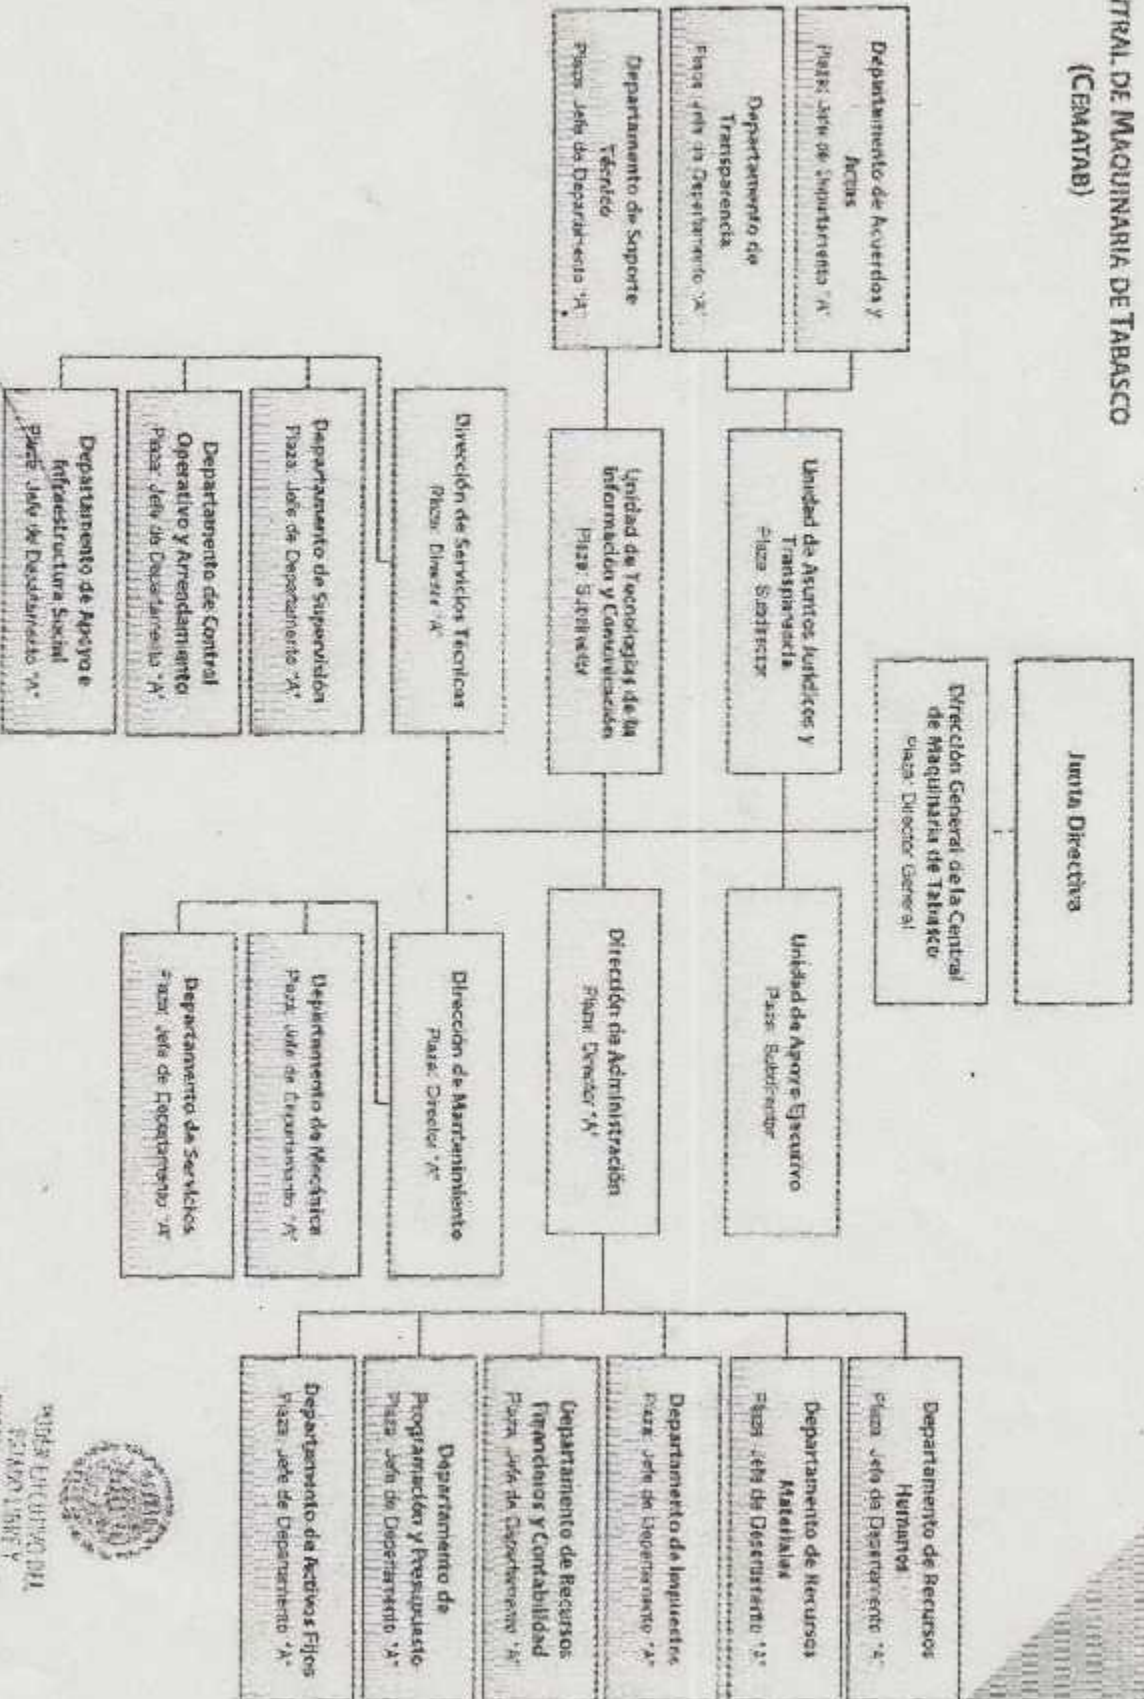 TRAL DE MAQUINARIA DE TABASCO
(CEMATAB)
Junta Directiva
Dirección General de la Central
de Maquinaria de Tabasco
Plaza: Director General
Unidad de Asuntos Jurídicos y
Transparencia
Plaza: Subdirector
Unidad de Apoyo Ejecutivo
Plaza: Subdirector
Departamento de Acuerdos y
Actas
Plaza: Jefe de Departamento "A"
Departamento de
Transparencia
Plaza: Jefe de Departamento "A"
Unidad de Tecnologías de la
Información y Comunicación
Plaza: Subdirector
Departamento de Soporte
Técnico
Plaza: Jefe de Departamento "A"
Dirección de Administración
Plaza: Director "A"
Departamento de Recursos
Humanos
Plaza: Jefe de Departamento "A"
Departamento de Recursos
Materiales
Plaza: Jefe de Departamento "A"
Departamento de Impuestos
Plaza: Jefe de Departamento "A"
Departamento de Recursos
Financieros y Contabilidad
Plaza: Jefe de Departamento "A"
Departamento de
Programación y Presupuesto
Plaza: Jefe de Departamento "A"
Departamento de Activos Fijos
Plaza: Jefe de Departamento "A"
Dirección de Servicios Técnicos
Plaza: Director "A"
Departamento de Supervisión
Plaza: Jefe de Departamento "A"
Departamento de Control
Operativo y Arrendamiento
Plaza: Jefe de Departamento "A"
Departamento de Apoyo e
Infraestructura Social
Plaza: Jefe de Departamento "A"
Dirección de Mantenimiento
Plaza: Director "A"
Departamento de Mecánica
Plaza: Jefe de Departamento "A"
Departamento de Servicios
Plaza: Jefe de Departamento "A"
PODER EJECUTIVO DEL